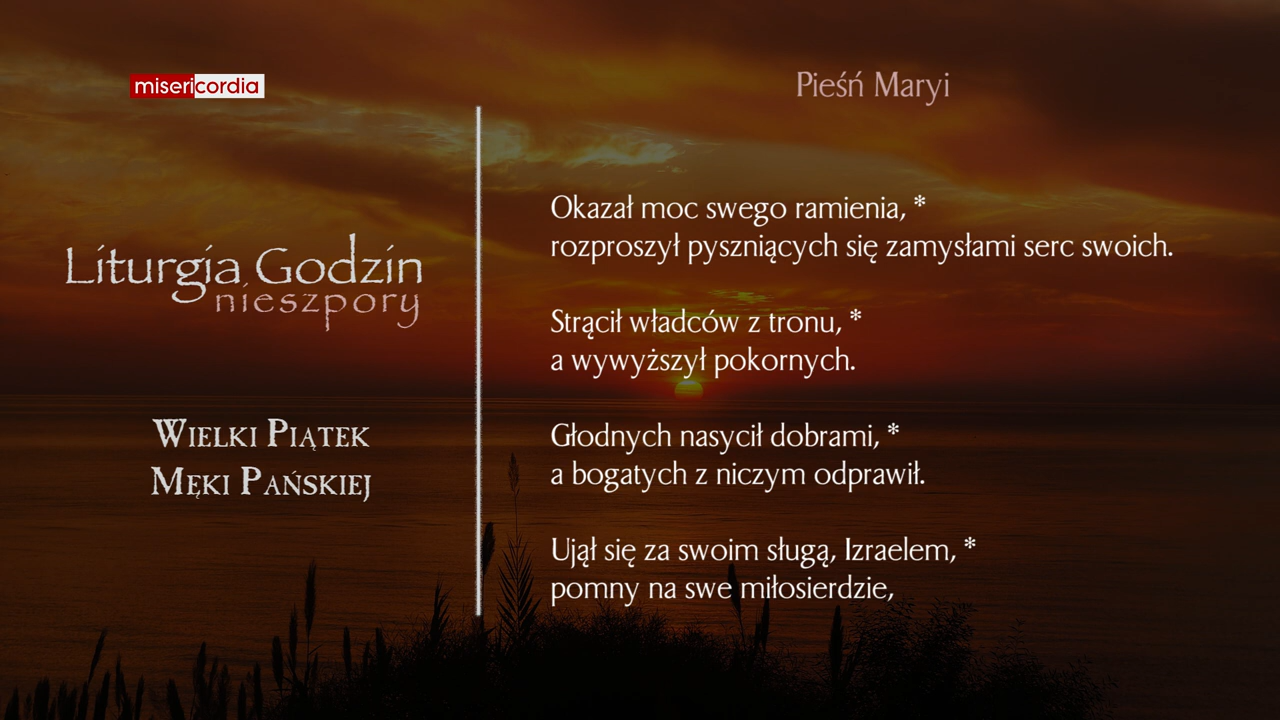 misericordia
Liturgia Godzin
nieszpory
Wielki Piątek
Męki Pańskiej
Pieśń Maryi
Okazał moc swego ramienia, *
rozproszył pyszniących się zamysłami serc swoich.
Strącił władców z tronu, *
a wywyższył pokornych.
Głodnych nasycił dobrami, *
a bogatych z niczym odprawił.
Ujął się za swoim sługą, Izraelem, *
pomny na swe miłosierdzie,